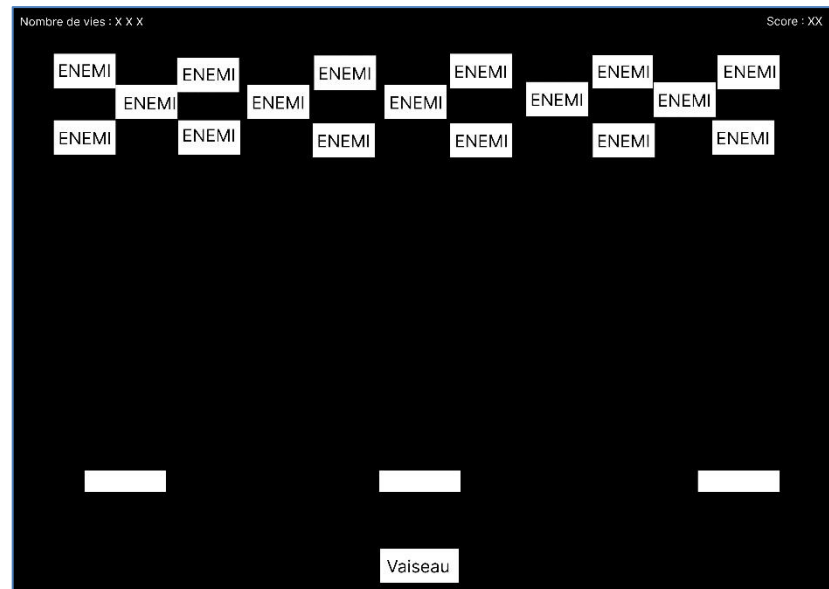 Nombre de vies : X X X
Score : XX
ENEMI ENEMI ENEMI ENEMI ENEMI ENEMI
ENEMI ENEMI ENEMI ENEMI ENEMI
ENEMI ENEMI ENEMI ENEMI ENEMI ENEMI
Vaiseau